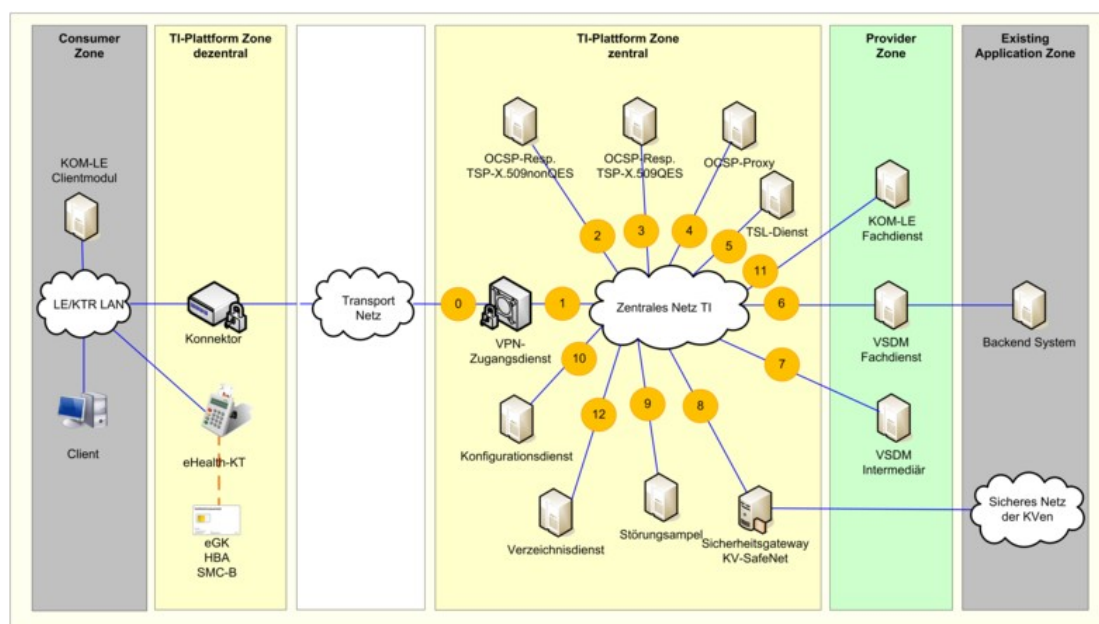 Consumer
Zone
TI-Plattform Zone
dezentral
TI-Plattform Zone
zentral
Provider
Zone
Existing
Application Zone
KOM-LE
Clientmodul
LE/KTR LAN
Client
Konnektor
eHealth-KT
eGK
HBA
SMC-B
Transport
Netz
0
VPN-
Zugangsdienst
1
OCSP-Resp.
TSP-X.509nonQES
OCSP-Resp.
TSP-X.509QES
OCSP-Proxy
TSL-Dienst
2
3
4
5
11
Zentrales Netz TI
6
7
10
12
9
8
Konfigurationsdienst
Verzeichnisdienst
Störungsampel
Sicherheitsgateway
KV-SafeNet
KOM-LE
Fachdienst
VSDM
Fachdienst
VSDM
Intermediär
Backend System
Sicheres Netz
der KVen